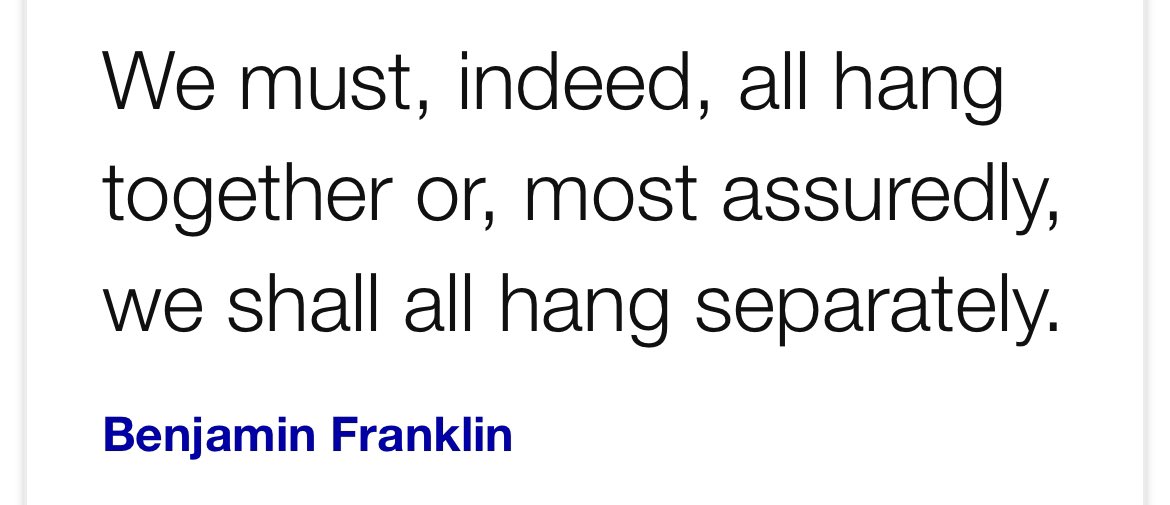 We must, indeed, all hang
together or, most assuredly,
we shall all hang separately.
Benjamin Franklin